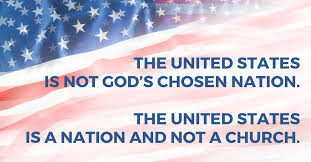 THE UNITED STATES
IS NOT GOD'S CHOSEN NATION.
THE UNITED STATES
IS A NATION AND NOT A CHURCH.